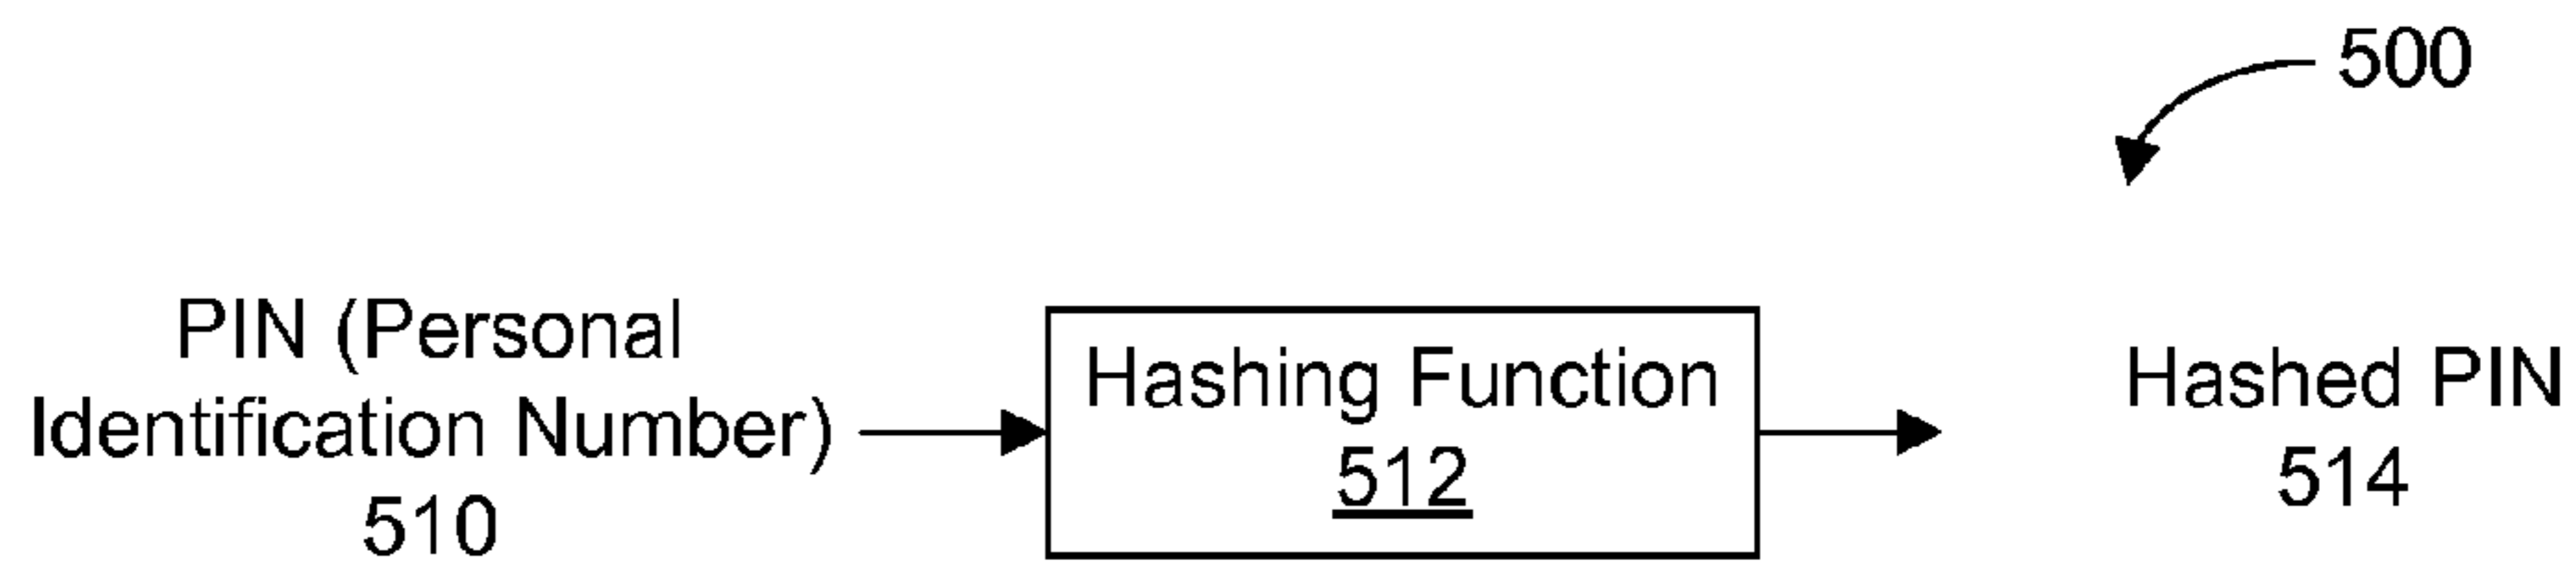 500
PIN (Personal
Identification Number)
510
Hashing Function
512
Hashed PIN
514